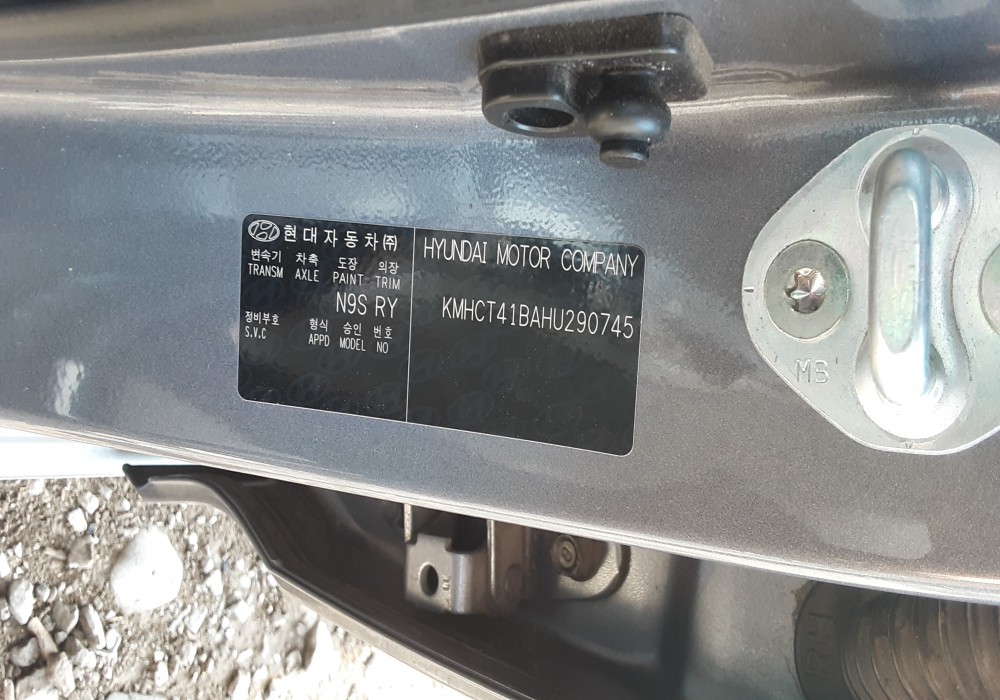 현대자동차㈜
변속기 차축 도장 의장
TRANSM AXLE PAINT TRIM
N9S RY
정비부호 형식 승인 번호
S.V.C APPD MODEL NO
HYUNDAI MOTOR COMPANY
KMHCT41BAHU290745
MB
RH